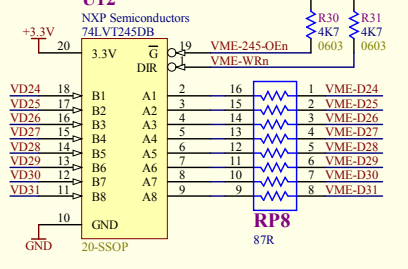 U12
NXP Semiconductors
74LVT245DB
+3.3V
R30 R31
4K7 4K7
0603 0603
20 3.3V G 19 VME-245-OEn
DIR 1 VME-WRn
VD24 18 B1 A1 2 16 1 VME-D24
VD25 17 B2 A2 3 15 2 VME-D25
VD26 16 B3 A3 4 14 3 VME-D26
VD27 15 B4 A4 5 13 4 VME-D27
VD28 14 B5 A5 6 12 5 VME-D28
VD29 13 B6 A6 7 11 6 VME-D29
VD30 12 B7 A7 8 10 7 VME-D30
VD31 11 B8 A8 9 9 8 VME-D31
10 GND
GND
20-SSOP
RP8
87R